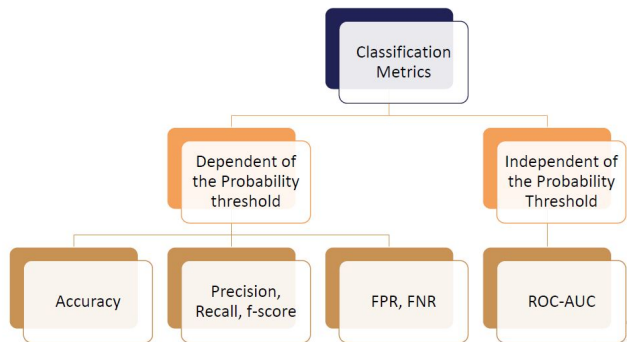 Classification
Metrics
Dependent of
the Probability
threshold
Independent of
the Probability
Threshold
Accuracy
Precision,
Recall, f-score
FPR, FNR
ROC-AUC